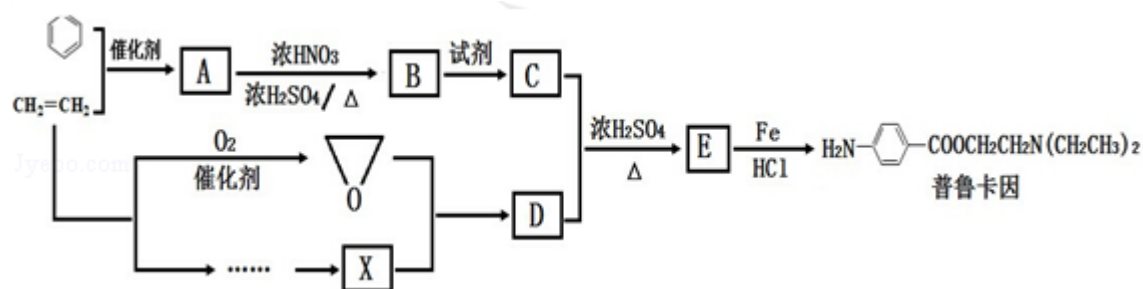 催化剂
A
浓HNO3
浓H2SO4/ △
B
试剂
C
CH2=CH2
浓H2SO4
△
E
Fe
HCl
H2N-
-COOCH2CH2N(CH2CH3)2
普鲁卡因
O2
催化剂
O
D
……
X
Jyeoo.com